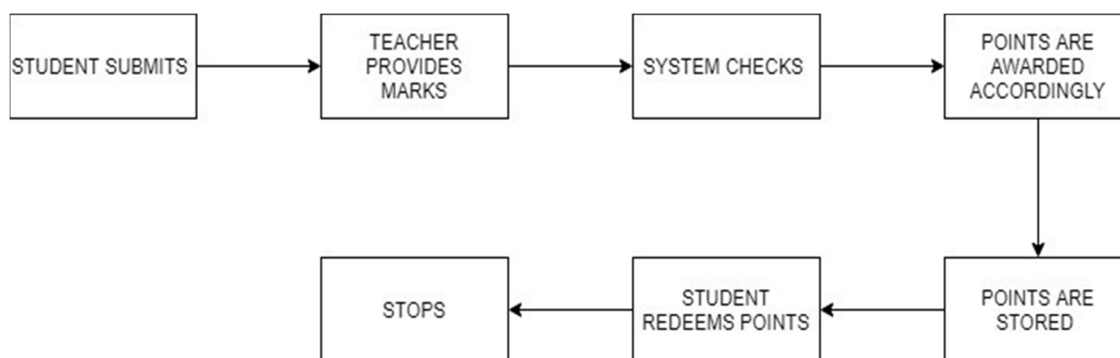 STUDENT SUBMITS
TEACHER
PROVIDES
MARKS
SYSTEM CHECKS
POINTS ARE
AWARDED
ACCORDINGLY
POINTS ARE
STORED
STUDENT
REDEEMS POINTS
STOPS